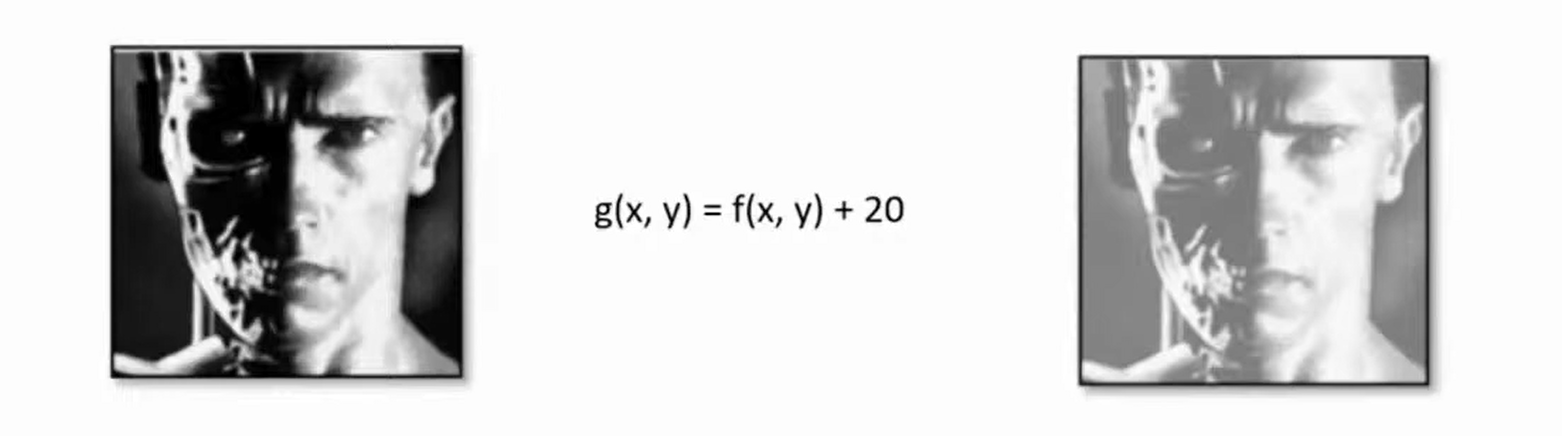 g(x, y) = f(x, y) + 20